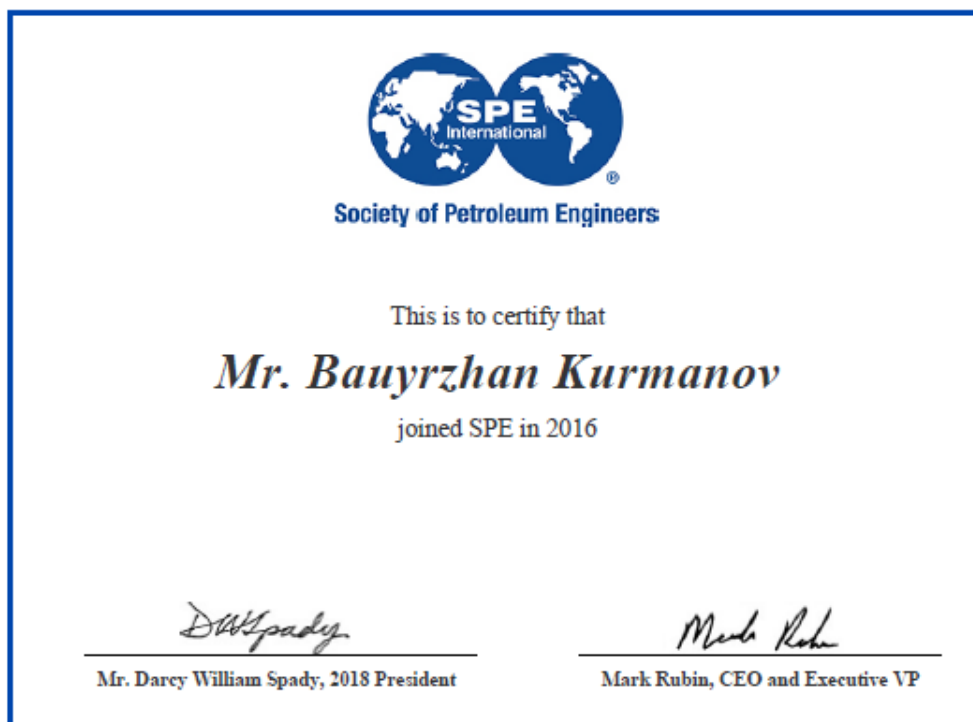 SPE
International
®
Society of Petroleum Engineers
This is to certify that
Mr. Bauyrzhan Kurmanov
joined SPE in 2016
DWSpady
Mark Rubin
Mr. Darcy William Spady, 2018 President
Mark Rubin, CEO and Executive VP